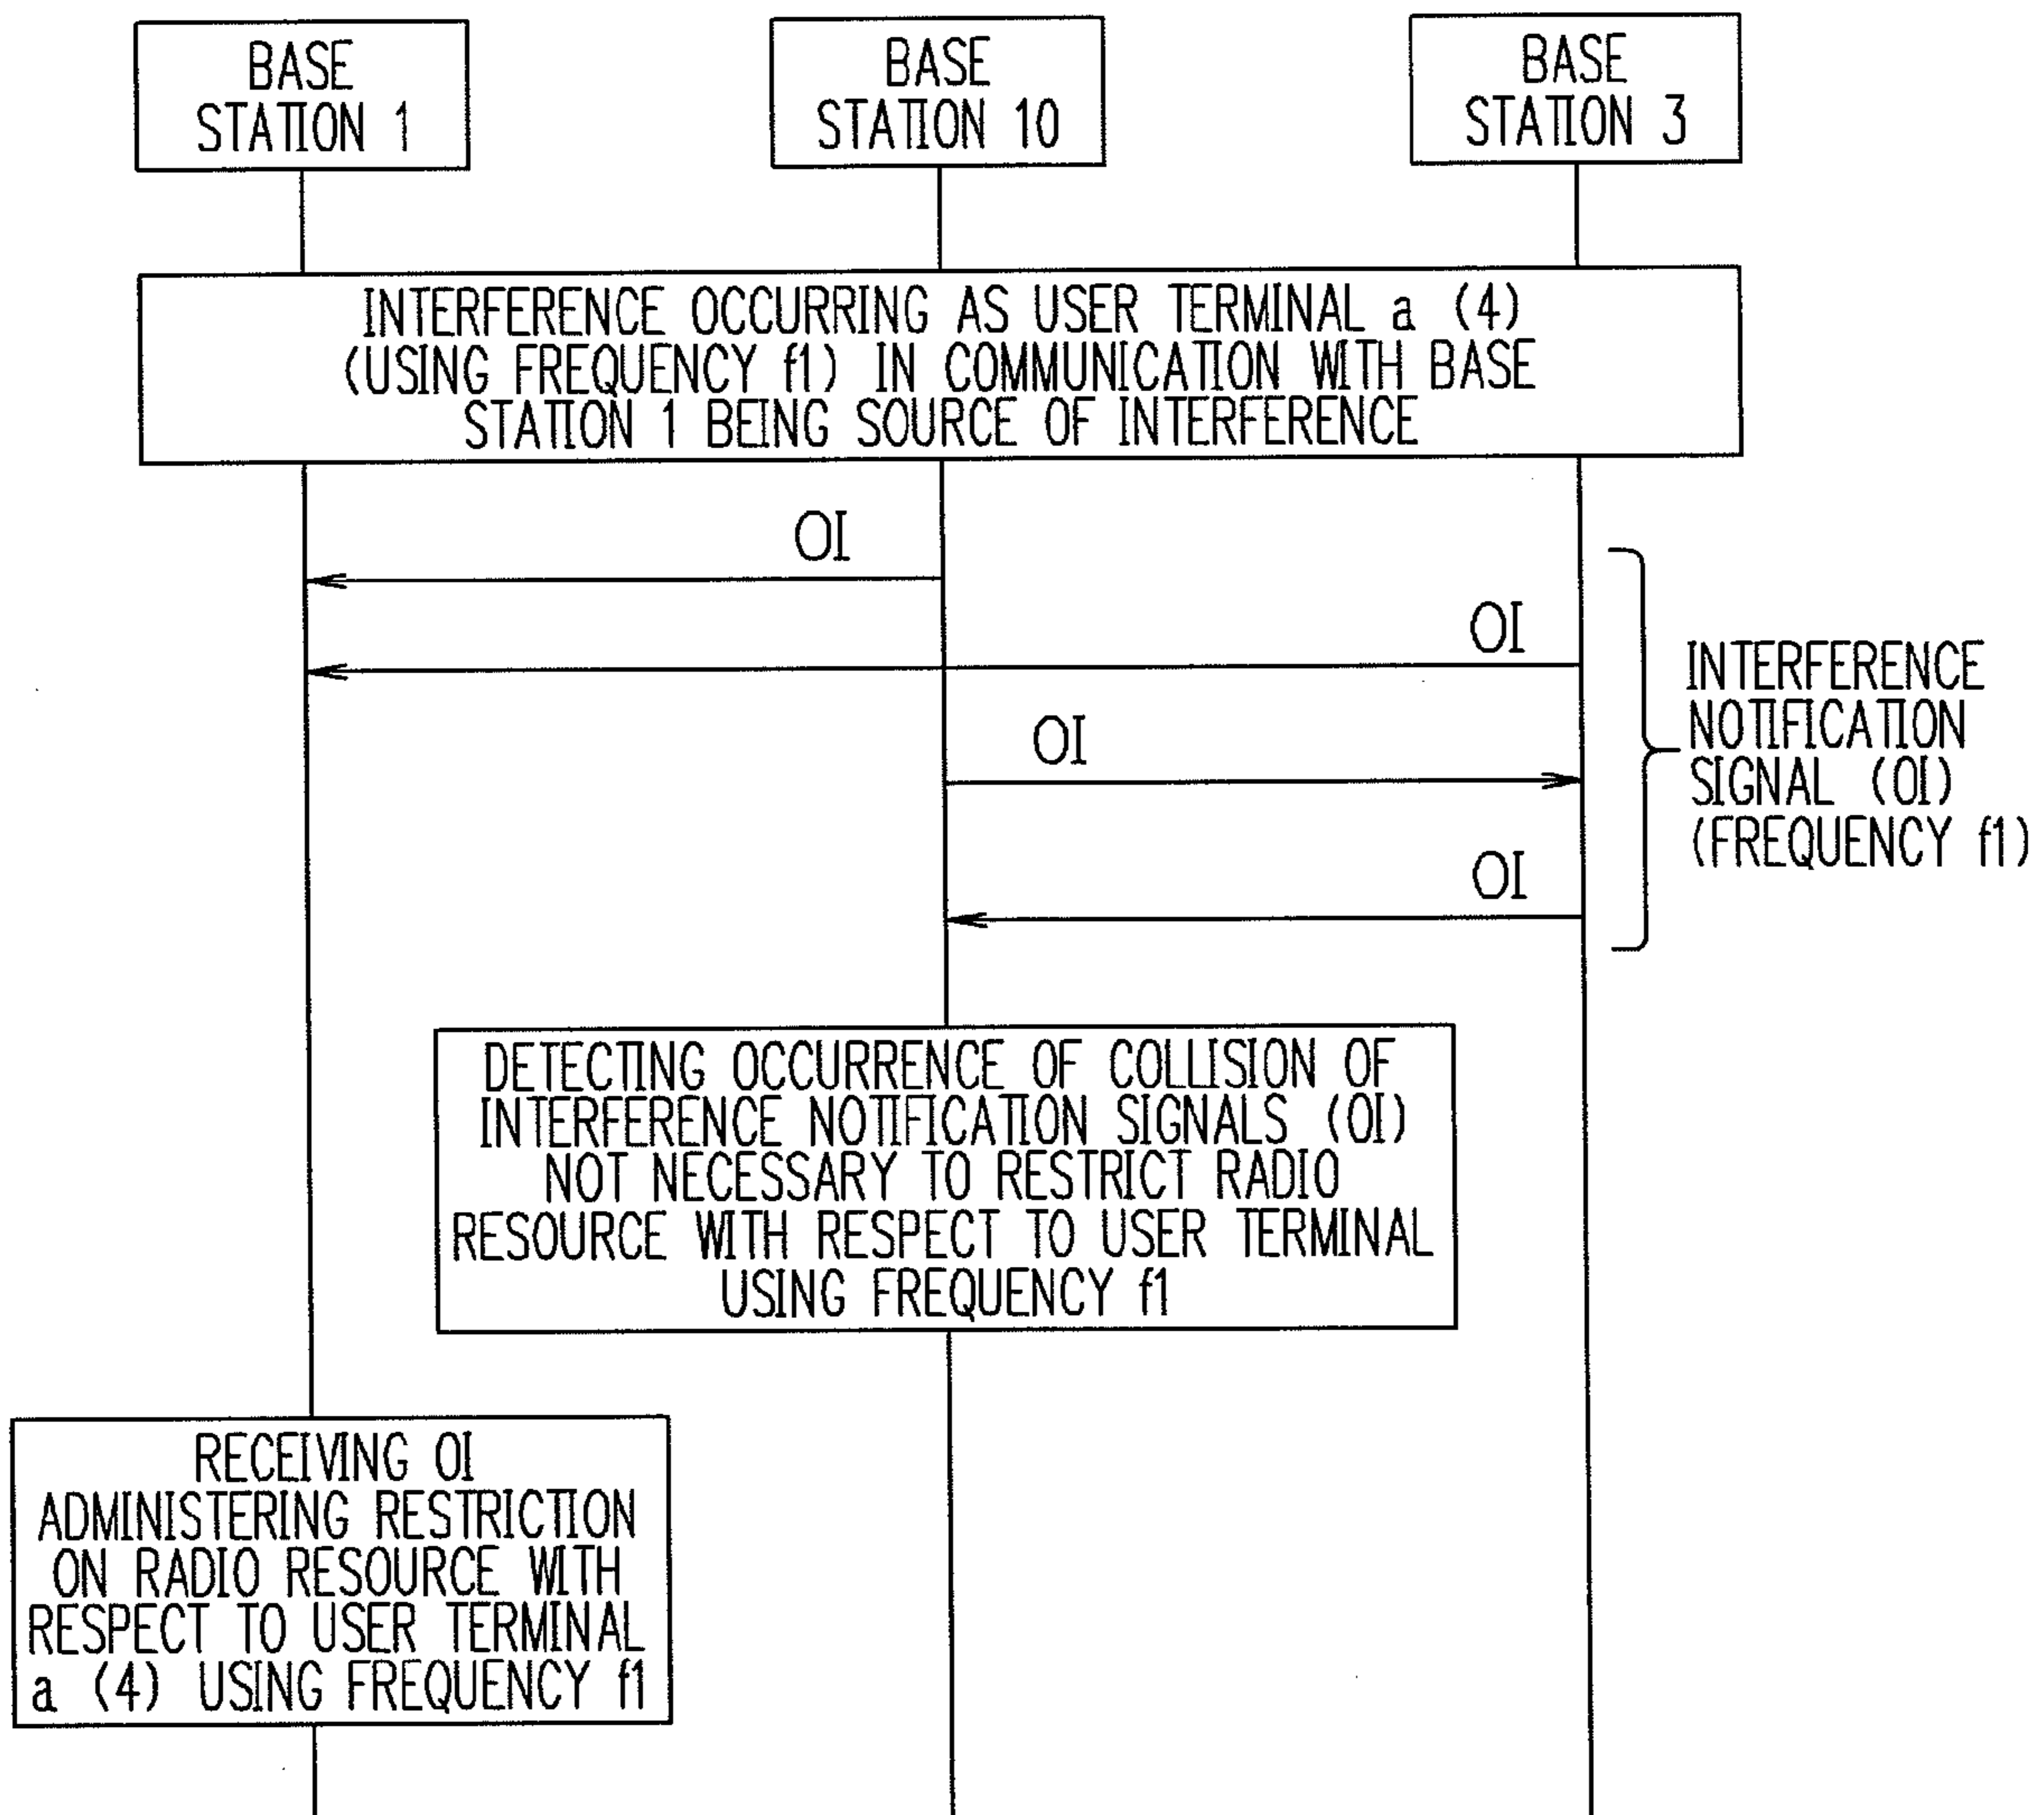 BASE
STATION 1
BASE
STATION 10
BASE
STATION 3
INTERFERENCE OCCURRING AS USER TERMINAL a (4)
(USING FREQUENCY f1) IN COMMUNICATION WITH BASE
STATION 1 BEING SOURCE OF INTERFERENCE
OI
OI
OI
OI
INTERFERENCE
NOTIFICATION
SIGNAL (OI)
(FREQUENCY f1)
DETECTING OCCURRENCE OF COLLISION OF
INTERFERENCE NOTIFICATION SIGNALS (OI)
NOT NECESSARY TO RESTRICT RADIO
RESOURCE WITH RESPECT TO USER TERMINAL
USING FREQUENCY f1
RECEIVING OI
ADMINISTERING RESTRICTION
ON RADIO RESOURCE WITH
RESPECT TO USER TERMINAL
a (4) USING FREQUENCY f1